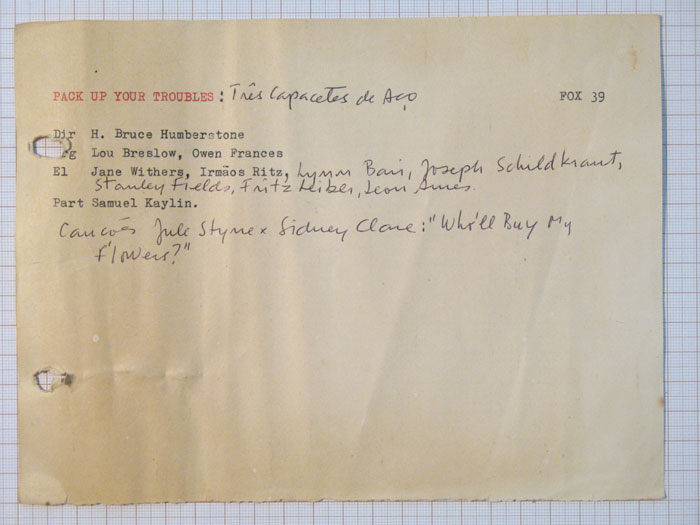 PACK UP YOUR TROUBLES: Três Capacetes de Aço FOX 39
Dir H. Bruce Humberstone
rg Lou Breslow, Owen Frances
El Jane Withers, Irmãos Ritz, Lynn Bari, Joseph Schildkraut,
Stanley Fields, Fritz Leiber, Leon Ames.
Part Samuel Kaylin.
Canções Jule Styne x Sidney Clare: "Who'll Buy My
Flowers?"